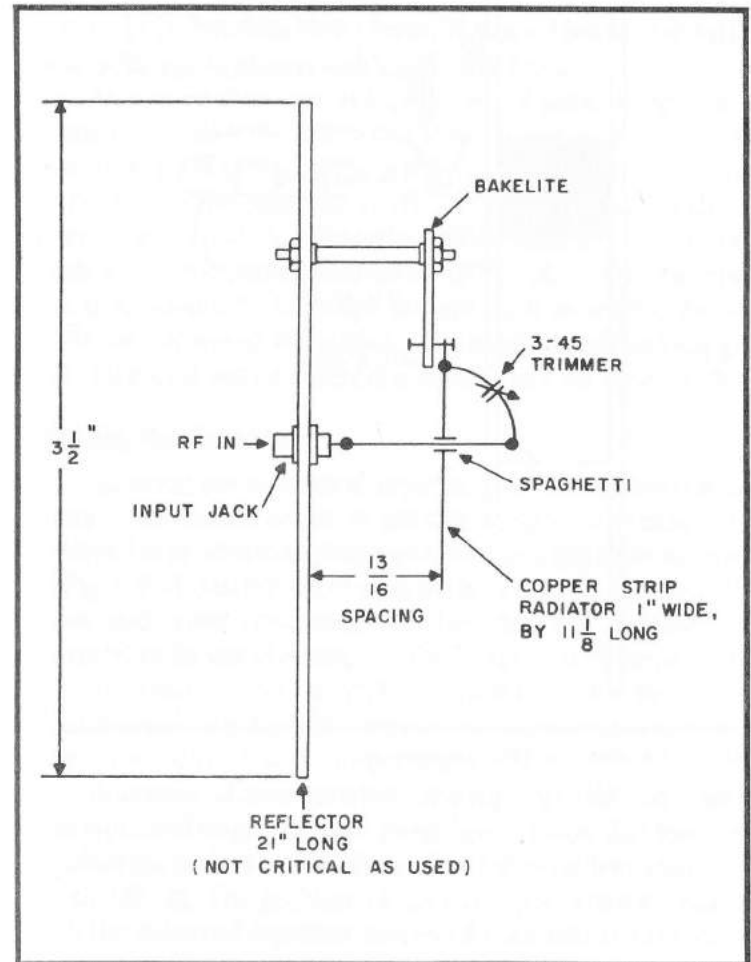 BAKELITE
3-45
TRIMMER
3 1/2 "
RF IN
SPAGHETTI
INPUT JACK
13/16
SPACING
COPPER STRIP
RADIATOR 1" WIDE,
BY 11 1/8 LONG
REFLECTOR
21" LONG
(NOT CRITICAL AS USED)